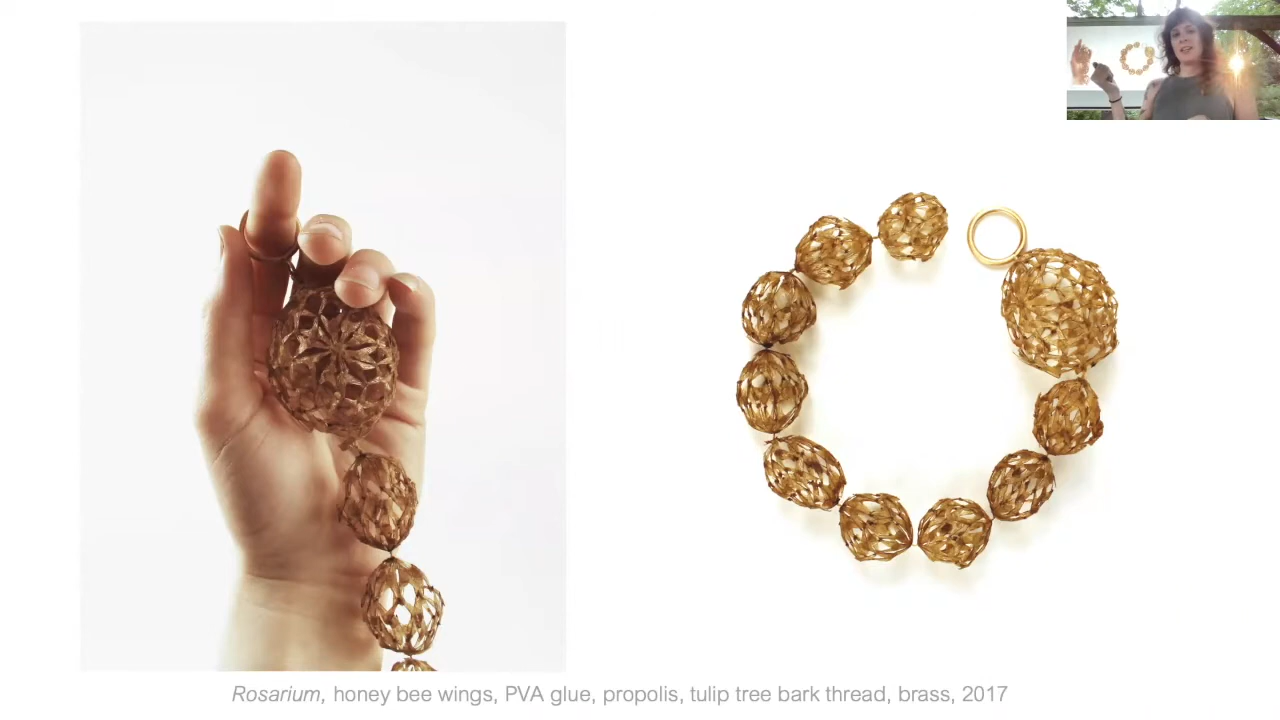 Rosarium, honey bee wings, PVA glue, propolis, tulip tree bark thread, brass, 2017